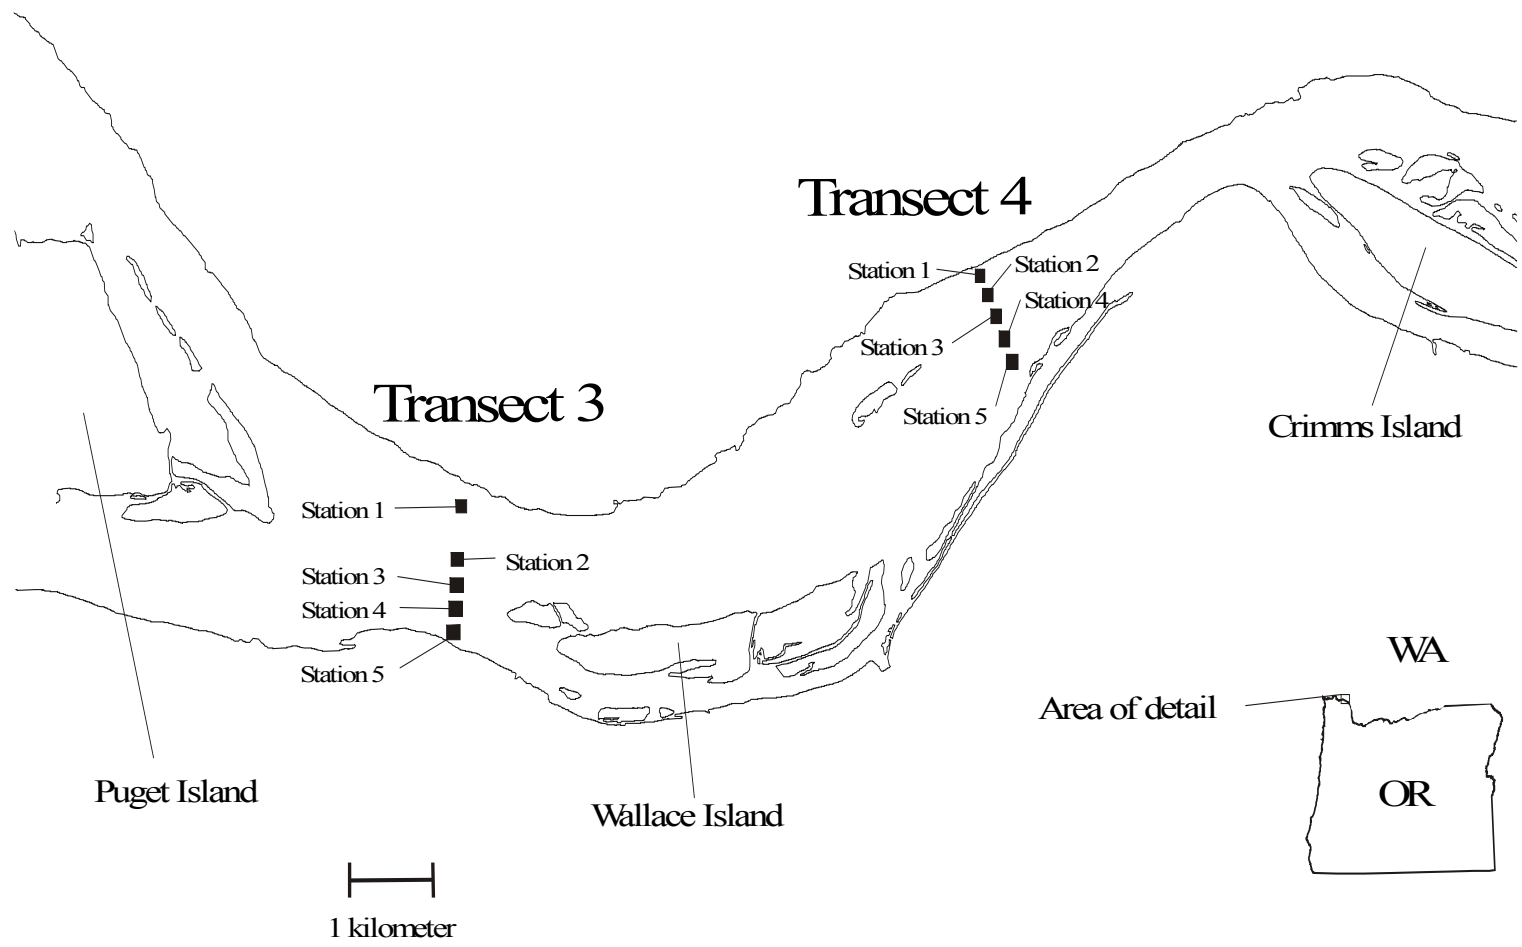 Transect 4
Station 1
Station 2
Station 4
Station 3
Station 5
Transect 3
Crimms Island
Station 1
Station 2
Station 3
Station 4
Station 5
WA
Area of detail
OR
Puget Island
Wallace Island
1 kilometer